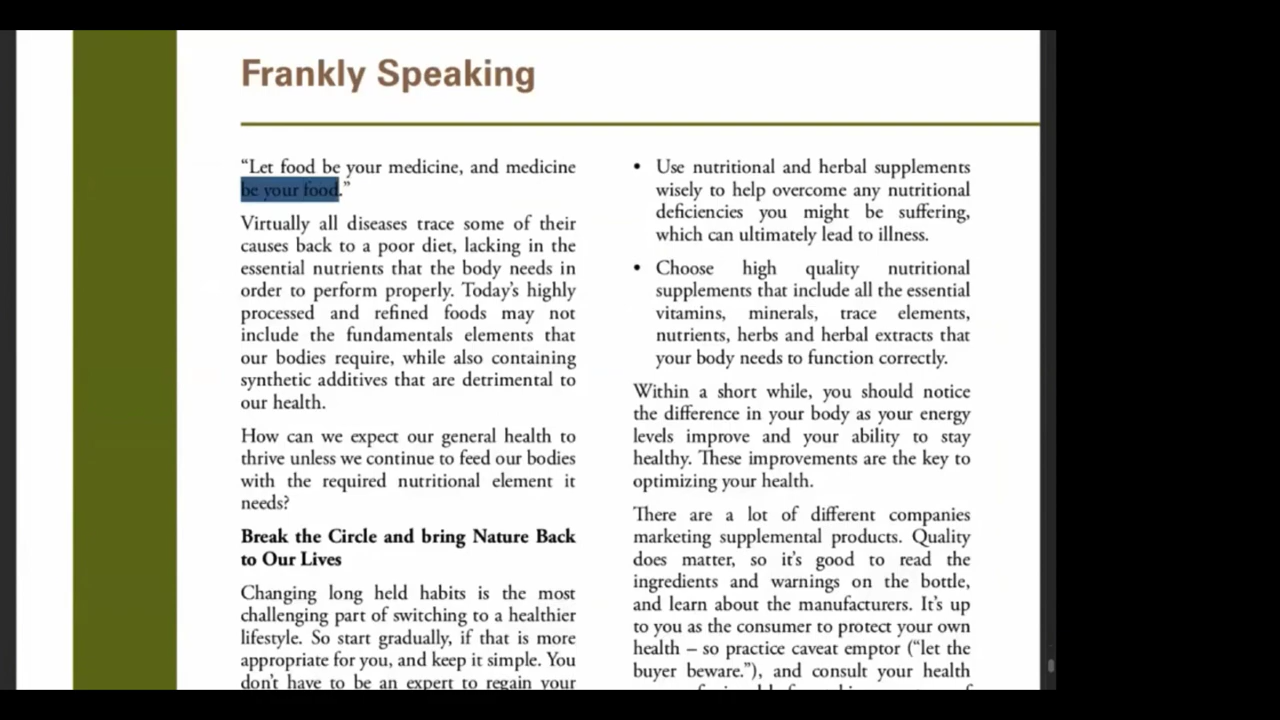 Frankly Speaking
“Let food be your medicine, and medicine
be your food.”
Virtually all diseases trace some of their
causes back to a poor diet, lacking in the
essential nutrients that the body needs in
order to perform properly. Today’s highly
processed and refined foods may not
include the fundamentals elements that
our bodies require, while also containing
synthetic additives that are detrimental to
our health.
How can we expect our general health to
thrive unless we continue to feed our bodies
with the required nutritional element it
needs?
Break the Circle and bring Nature Back
to Our Lives
Changing long held habits is the most
challenging part of switching to a healthier
lifestyle. So start gradually, if that is more
appropriate for you, and keep it simple. You
don’t have to be an expert to regain your
• Use nutritional and herbal supplements
wisely to help overcome any nutritional
deficiencies you might be suffering,
which can ultimately lead to illness.
• Choose high quality nutritional
supplements that include all the essential
vitamins, minerals, trace elements,
nutrients, herbs and herbal extracts that
your body needs to function correctly.
Within a short while, you should notice
the difference in your body as your energy
levels improve and your ability to stay
healthy. These improvements are the key to
optimizing your health.
There are a lot of different companies
marketing supplemental products. Quality
does matter, so it’s good to read the
ingredients and warnings on the bottle,
and learn about the manufacturers. It’s up
to you as the consumer to protect your own
health – so practice caveat emptor (“let the
buyer beware.”), and consult your health